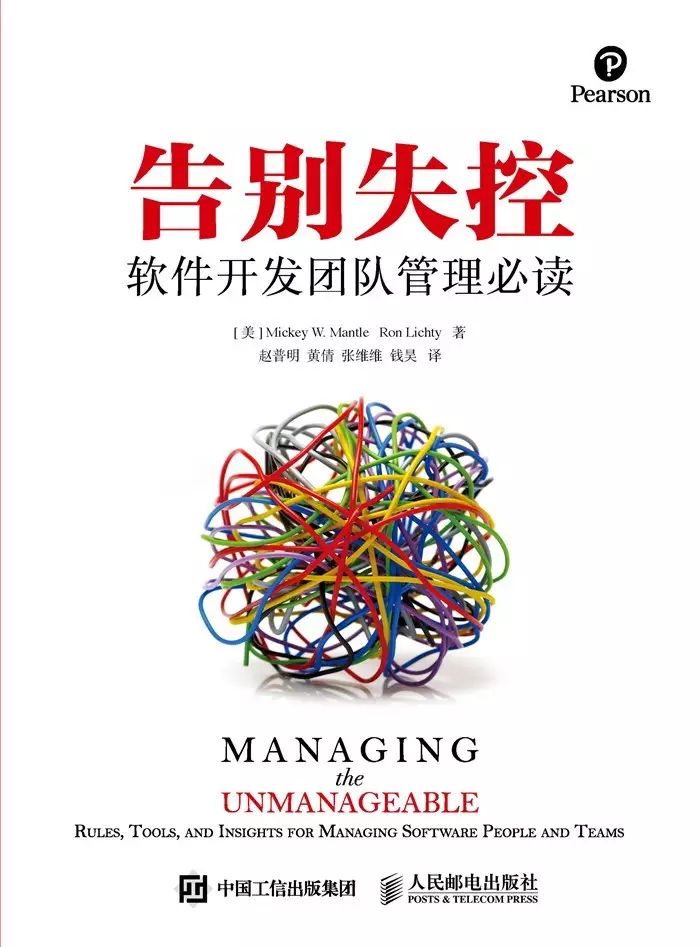 Pearson
告别失控
软件开发团队管理必读
[ 美 ] Mickey W. Mantle Ron Lichty 著
赵普明 黄倩 张维维 钱昊 译
MANAGING
the
UNMANAGEABLE
RULES, TOOLS, AND INSIGHTS FOR MANAGING SOFTWARE PEOPLE AND TEAMS
中国工信出版集团
人民邮电出版社
POSTS & TELECOM PRESS